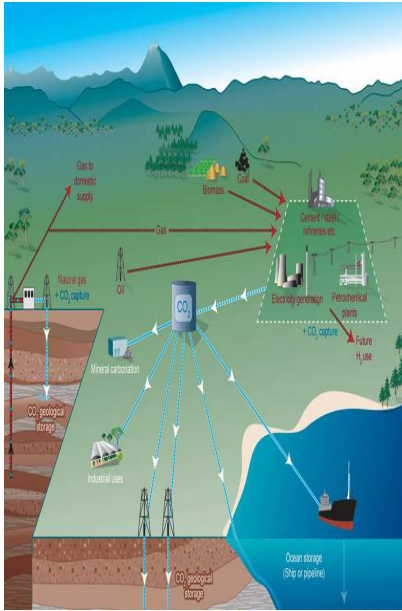 Gas to
domestic
supply
Coal
Biomass
Cement / steel /
refineries etc.
Gas
Natural gas
+ CO₂ capture
Oil
CO₂
Electricity generation
Petrochemical
plants
+ CO₂ capture
Future
H₂ use
Mineral carbonation
CO₂ geological
storage
Industrial uses
Ocean storage
(Ship or pipeline)
CO₂ geological
storage